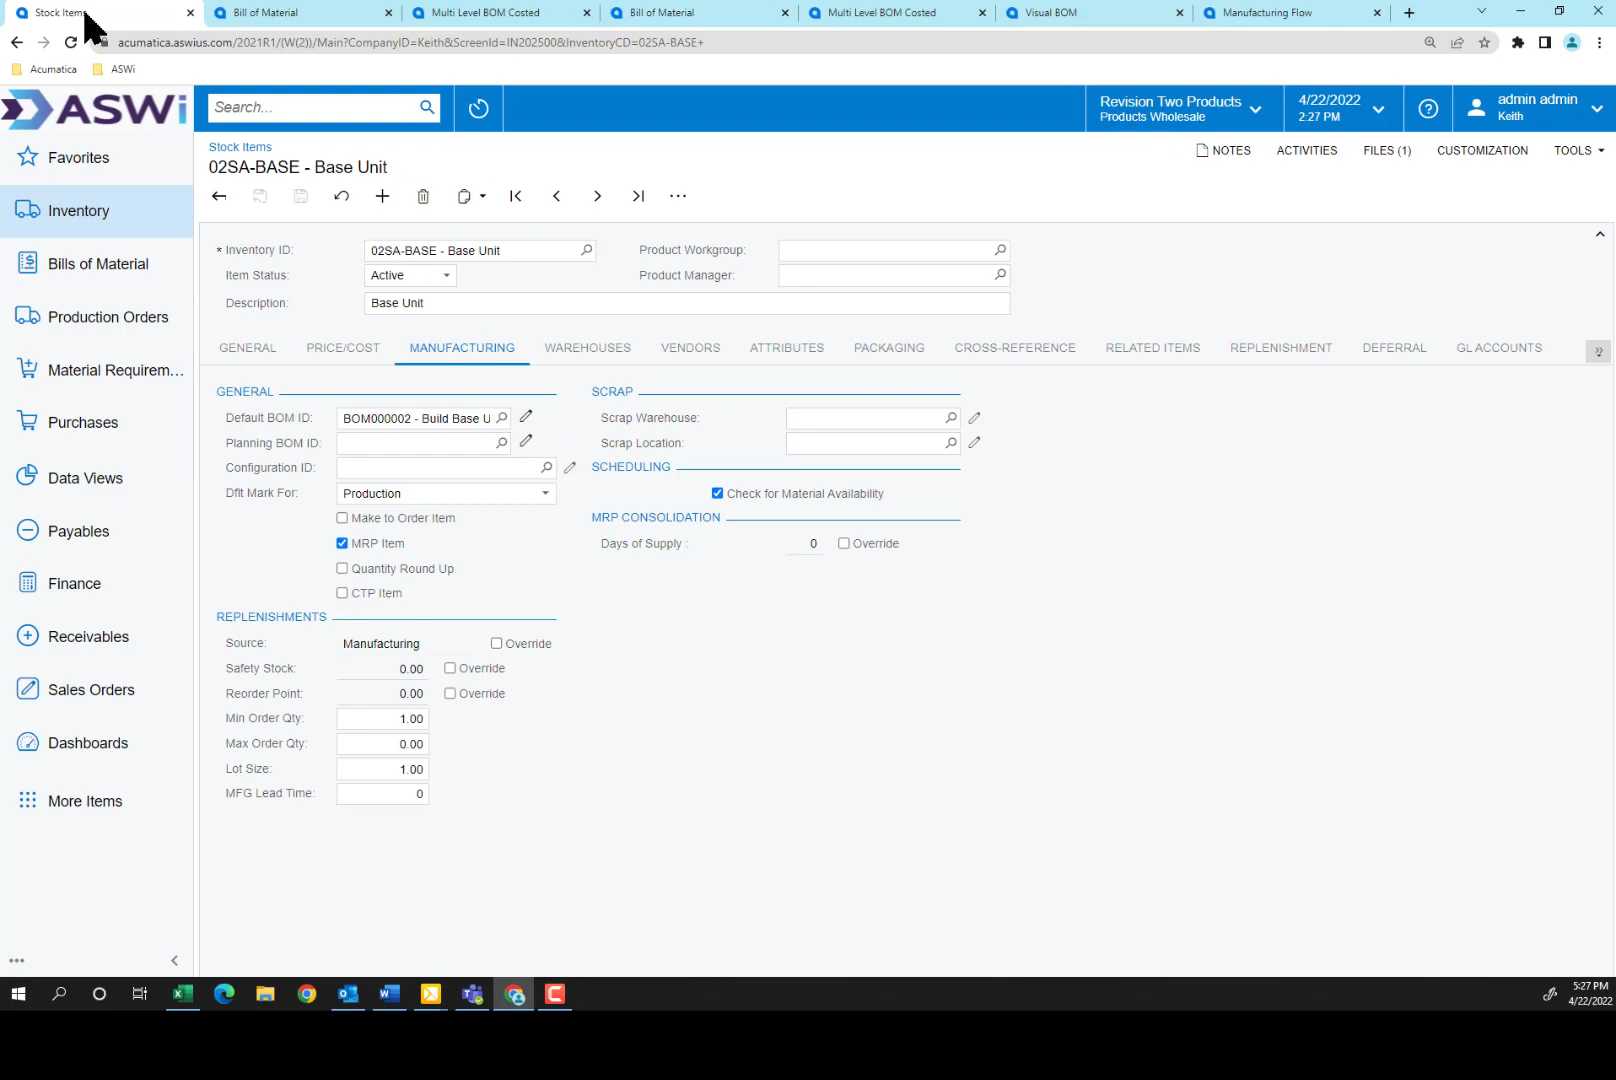 Stock Items
Bill of Material
Multi Level BOM Costed
Bill of Material
Multi Level BOM Costed
Visual BOM
Manufacturing Flow
acumatica.aswius.com/2021R1/(W(2))/Main?CompanyID=Keith&ScreenId=IN202500&InventoryCD=02SA-BASE+
Acumatica
ASWi
ASWi
Search...
Revision Two Products
Products Wholesale
4/22/2022
2:27 PM
admin admin
Keith
Favorites
Inventory
Bills of Material
Production Orders
Material Requirem...
Purchases
Data Views
Payables
Finance
Receivables
Sales Orders
Dashboards
More Items
Stock Items
02SA-BASE - Base Unit
NOTES
ACTIVITIES
FILES (1)
CUSTOMIZATION
TOOLS
* Inventory ID: 02SA-BASE - Base Unit
Product Workgroup:
Item Status: Active
Product Manager:
Description: Base Unit
GENERAL
PRICE/COST
MANUFACTURING
WAREHOUSES
VENDORS
ATTRIBUTES
PACKAGING
CROSS-REFERENCE
RELATED ITEMS
REPLENISHMENT
DEFERRAL
GL ACCOUNTS
GENERAL
Default BOM ID: BOM000002 - Build Base U
Planning BOM ID:
Configuration ID:
Dflt Mark For: Production
Make to Order Item
MRP Item
Quantity Round Up
CTP Item
REPLENISHMENTS
Source: Manufacturing Override
Safety Stock: 0.00 Override
Reorder Point: 0.00 Override
Min Order Qty: 1.00
Max Order Qty: 0.00
Lot Size: 1.00
MFG Lead Time: 0
SCRAP
Scrap Warehouse:
Scrap Location:
SCHEDULING
Check for Material Availability
MRP CONSOLIDATION
Days of Supply : 0 Override
5:27 PM
4/22/2022